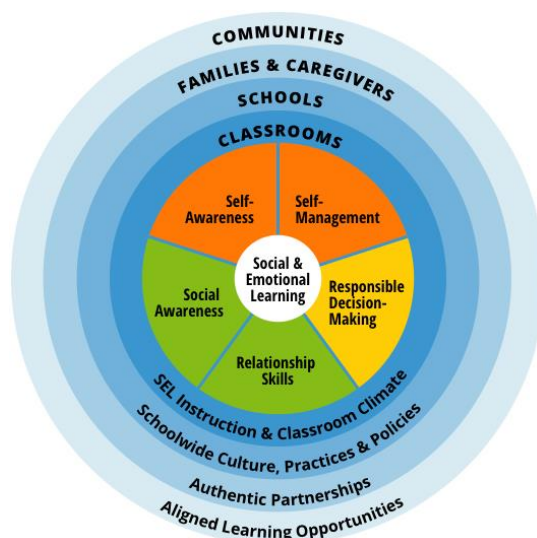 COMMUNITIES
FAMILIES & CAREGIVERS
SCHOOLS
CLASSROOMS
Self-
Awareness
Self-
Management
Social &
Emotional
Learning
Social
Awareness
Responsible
Decision-
Making
Relationship
Skills
SEL Instruction & Classroom Climate
Schoolwide Culture, Practices & Policies
Authentic Partnerships
Aligned Learning Opportunities